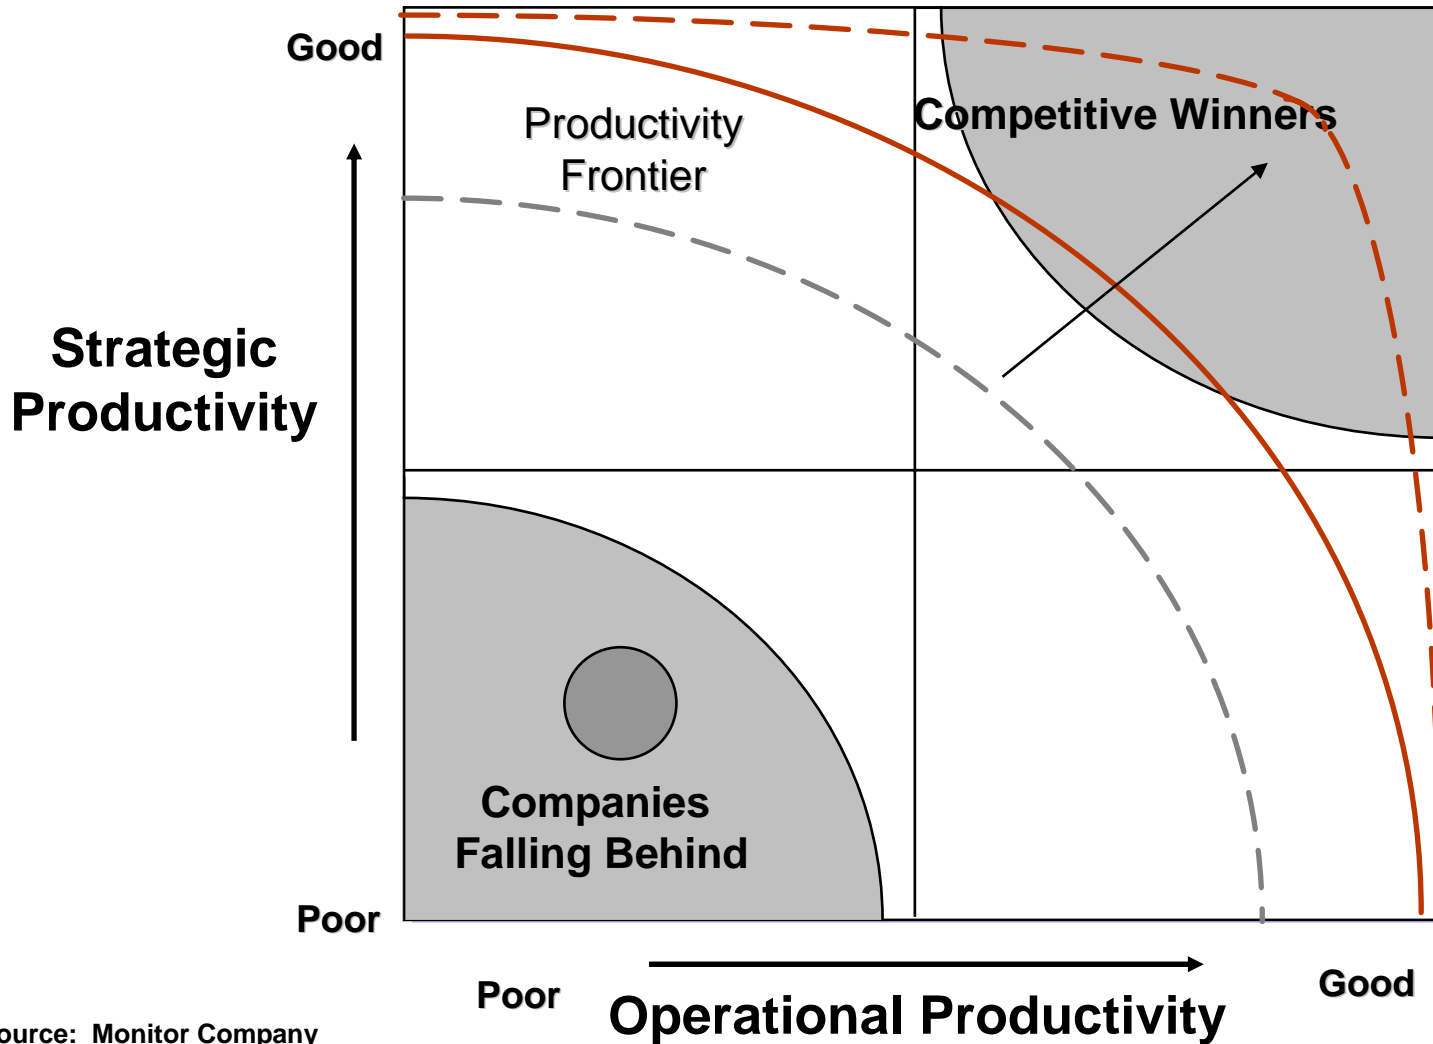 Good
Productivity
Frontier
Competitive Winners
Strategic
Productivity
Companies
Falling Behind
Poor
Poor
Good
Operational Productivity
ource: Monitor Company